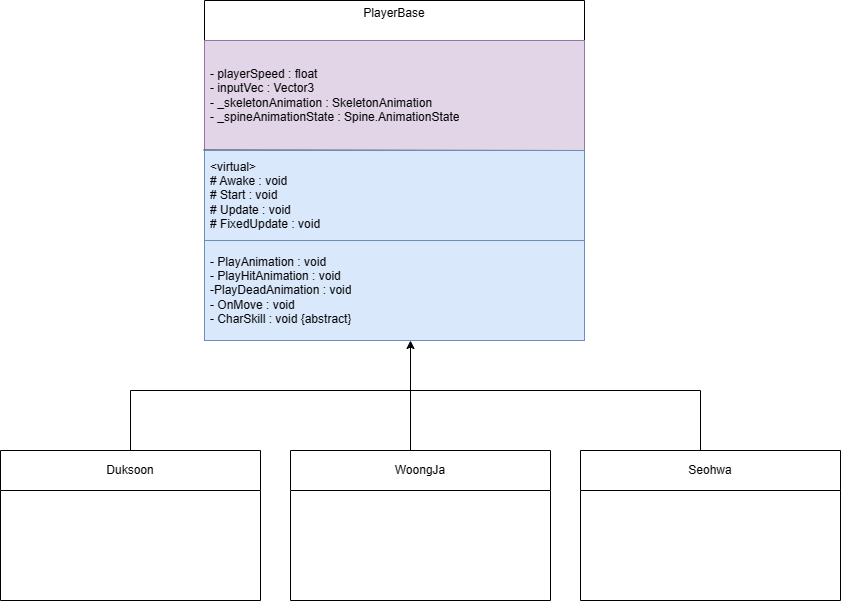 PlayerBase
- playerSpeed : float
- inputVec : Vector3
- _skeletonAnimation : SkeletonAnimation
- _spineAnimationState : Spine.AnimationState
<virtual>
# Awake : void
# Start : void
# Update : void
# FixedUpdate : void
- PlayAnimation : void
- PlayHitAnimation : void
-PlayDeadAnimation : void
- OnMove : void
- CharSkill : void {abstract}
Duksoon
WoongJa
Seohwa